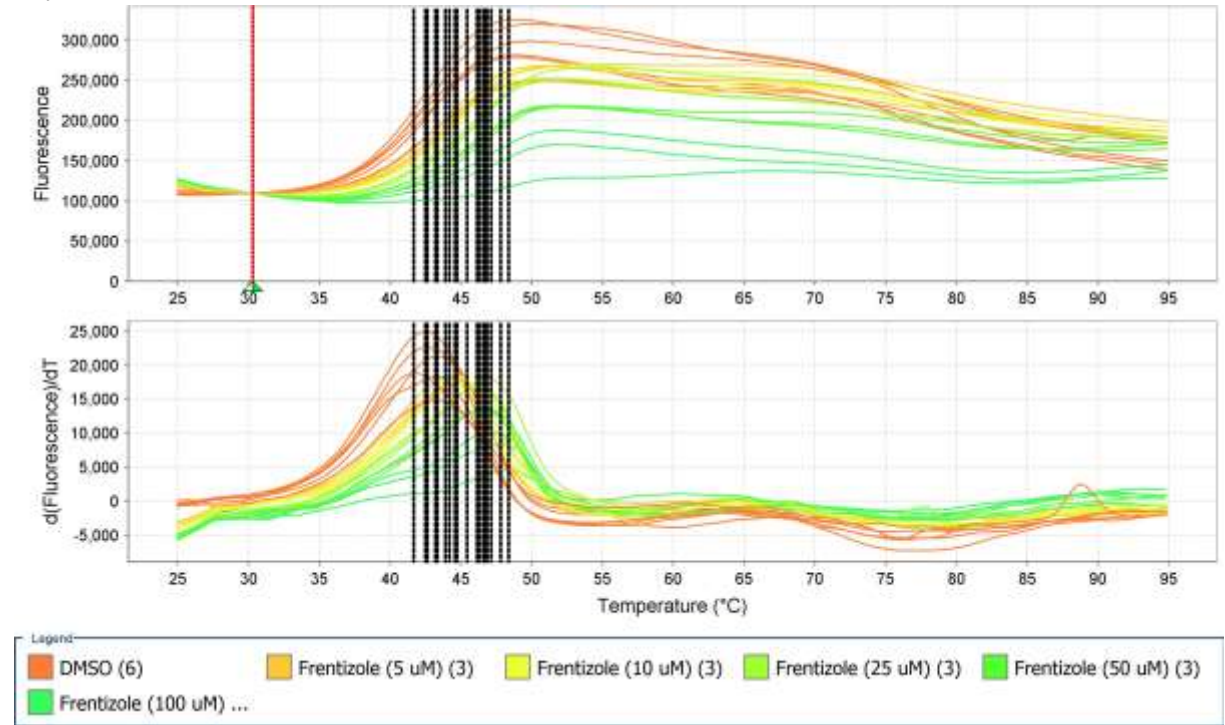 300,000
250,000
200,000
150,000
100,000
50,000
0
Fluorescence
25 30 35 40 45 50 55 60 65 70 75 80 85 90 95
25,000
20,000
15,000
10,000
5,000
0
-5,000
d(Fluorescence)/dT
25 30 35 40 45 50 55 60 65 70 75 80 85 90 95
Temperature (°C)
Legend
DMSO (6) Frentizole (5 uM) (3) Frentizole (10 uM) (3) Frentizole (25 uM) (3) Frentizole (50 uM) (3)
Frentizole (100 uM) ...